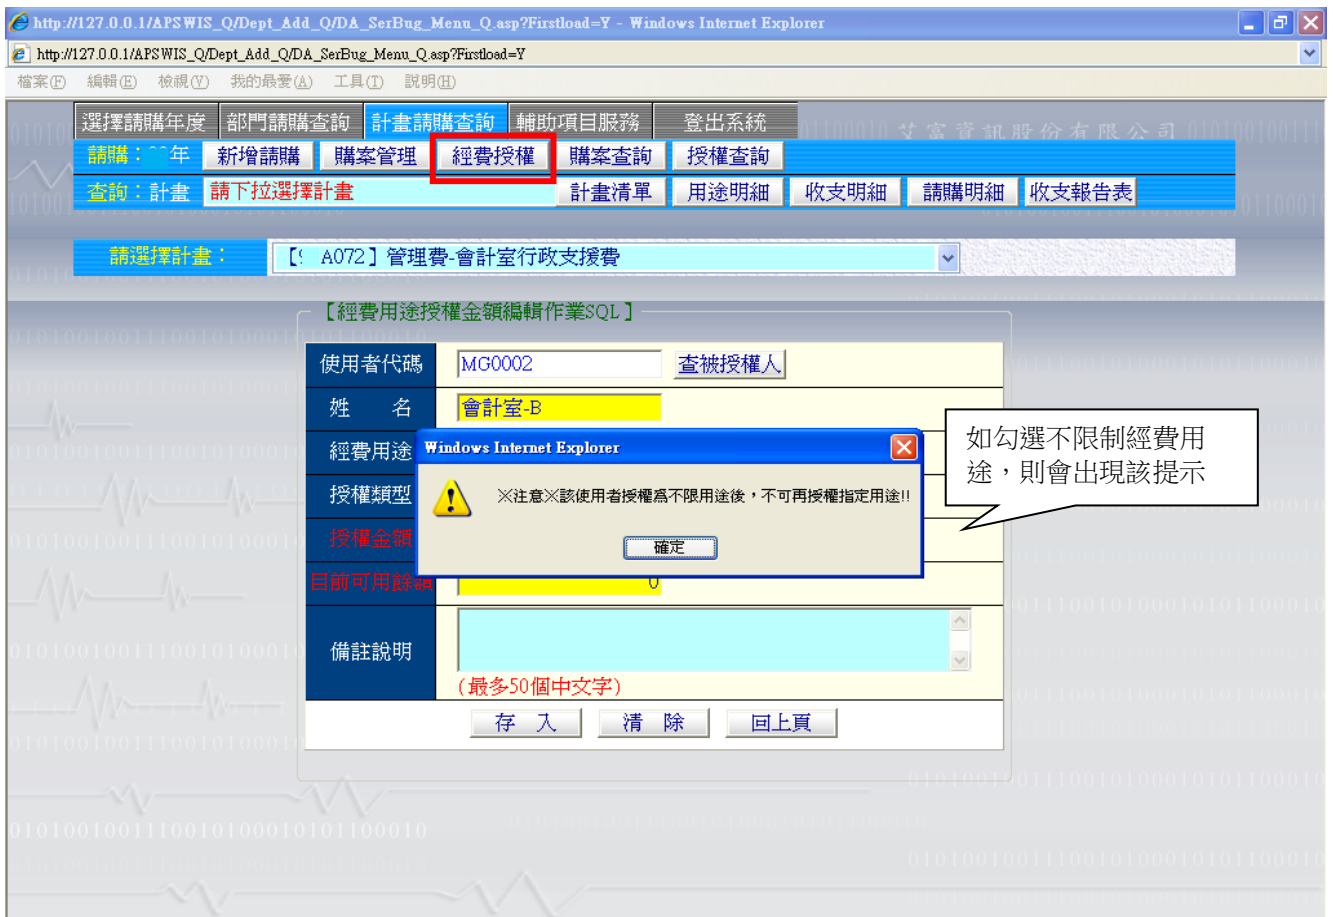 http://127.0.0.1/APSWIS_Q/Dept_Add_Q/DA_SerBug_Menu_Q.asp?Firstload=Y - Windows Internet Explorer
http://127.0.0.1/APSWIS_Q/Dept_Add_Q/DA_SerBug_Menu_Q.asp?Firstload=Y
檔案(F) 編輯(E) 檢視(V) 我的最愛(A) 工具(T) 說明(H)
選擇請購年度 部門請購查詢 計畫請購查詢 輔助項目服務 登出系統
艾富資訊股份有限公司
請購: 年 新增請購 購案管理 經費授權 購案查詢 授權查詢
查詢:計畫 請下拉選擇計畫 計畫清單 用途明細 收支明細 請購明細 收支報告表
請選擇計畫: 【 A072】管理費-會計室行政支援費
【經費用途授權金額編輯作業SQL】
使用者代碼 MG0002 查被授權人
姓 名 會計室-B
經費用途
授權類型
授權金額
目前可用餘額 0
Windows Internet Explorer
※注意※該使用者授權為不限用途後,不可再授權指定用途!!
確定
如勾選不限制經費用
途,則會出現該提示
備註說明
(最多50個中文字)
存 入 清 除 回上頁